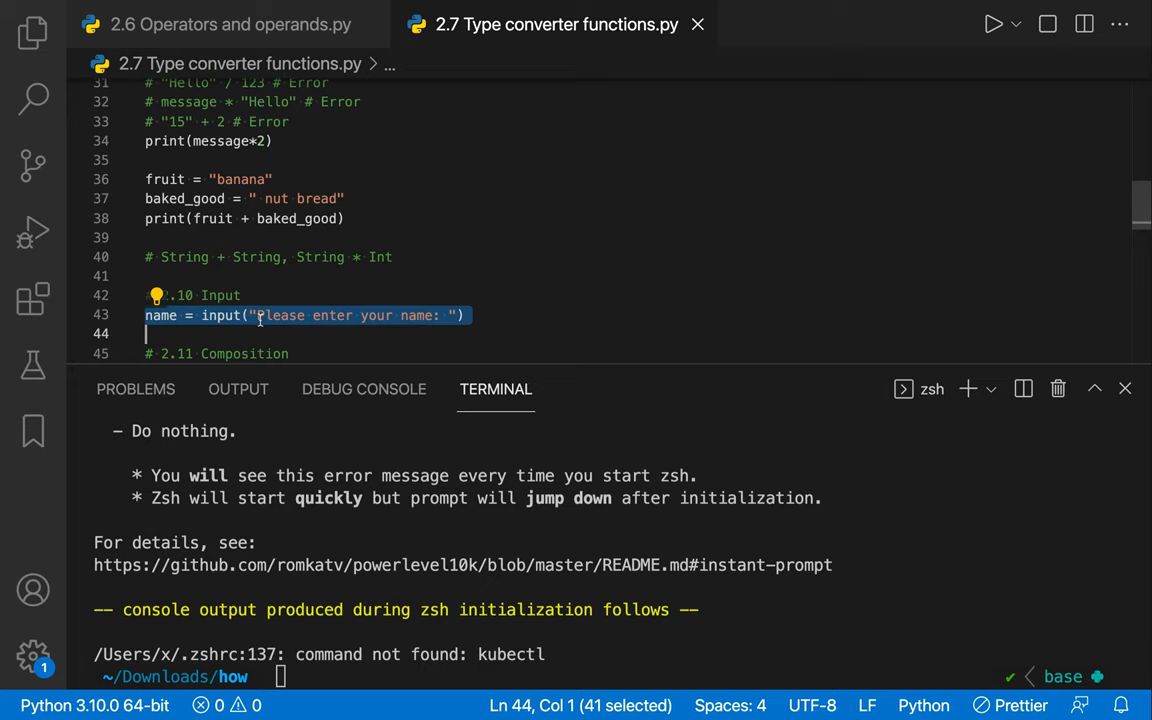 2.6 Operators and operands.py
2.7 Type converter functions.py
2.7 Type converter functions.py > ...
31 # "Hello" / 123 # Error
32 # message * "Hello" # Error
33 # "15" + 2 # Error
34 print(message*2)
35
36 fruit = "banana"
37 baked_good = " nut bread"
38 print(fruit + baked_good)
39
40 # String + String, String * Int
41
42 2.10 Input
43 name = input("Please enter your name: ")
44
45 # 2.11 Composition
PROBLEMS OUTPUT DEBUG CONSOLE TERMINAL zsh
- Do nothing.
* You will see this error message every time you start zsh.
* Zsh will start quickly but prompt will jump down after initialization.
For details, see:
https://github.com/romkatv/powerlevel10k/blob/master/README.md#instant-prompt
-- console output produced during zsh initialization follows --
/Users/x/.zshrc:137: command not found: kubectl
~/Downloads/how base
1
Python 3.10.0 64-bit 0 0 Ln 44, Col 1 (41 selected) Spaces: 4 UTF-8 LF Python Prettier